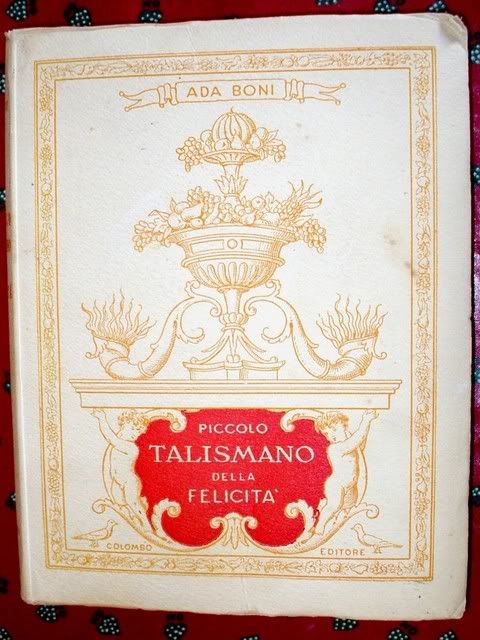 ADA BONI
PICCOLO
TALISMANO
DELLA
FELICITA'
COLOMBO EDITORE